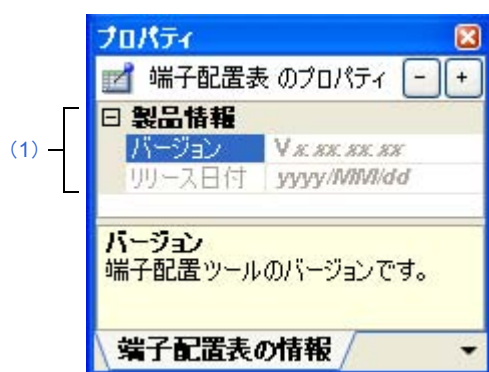 プロパティ
端子配置表 のプロパティ - +
(1)
製品情報
バージョン Vx.xx.xx.xx
リリース日付 yyyy/MM/dd
バージョン
端子配置ツールのバージョンです。
端子配置表の情報